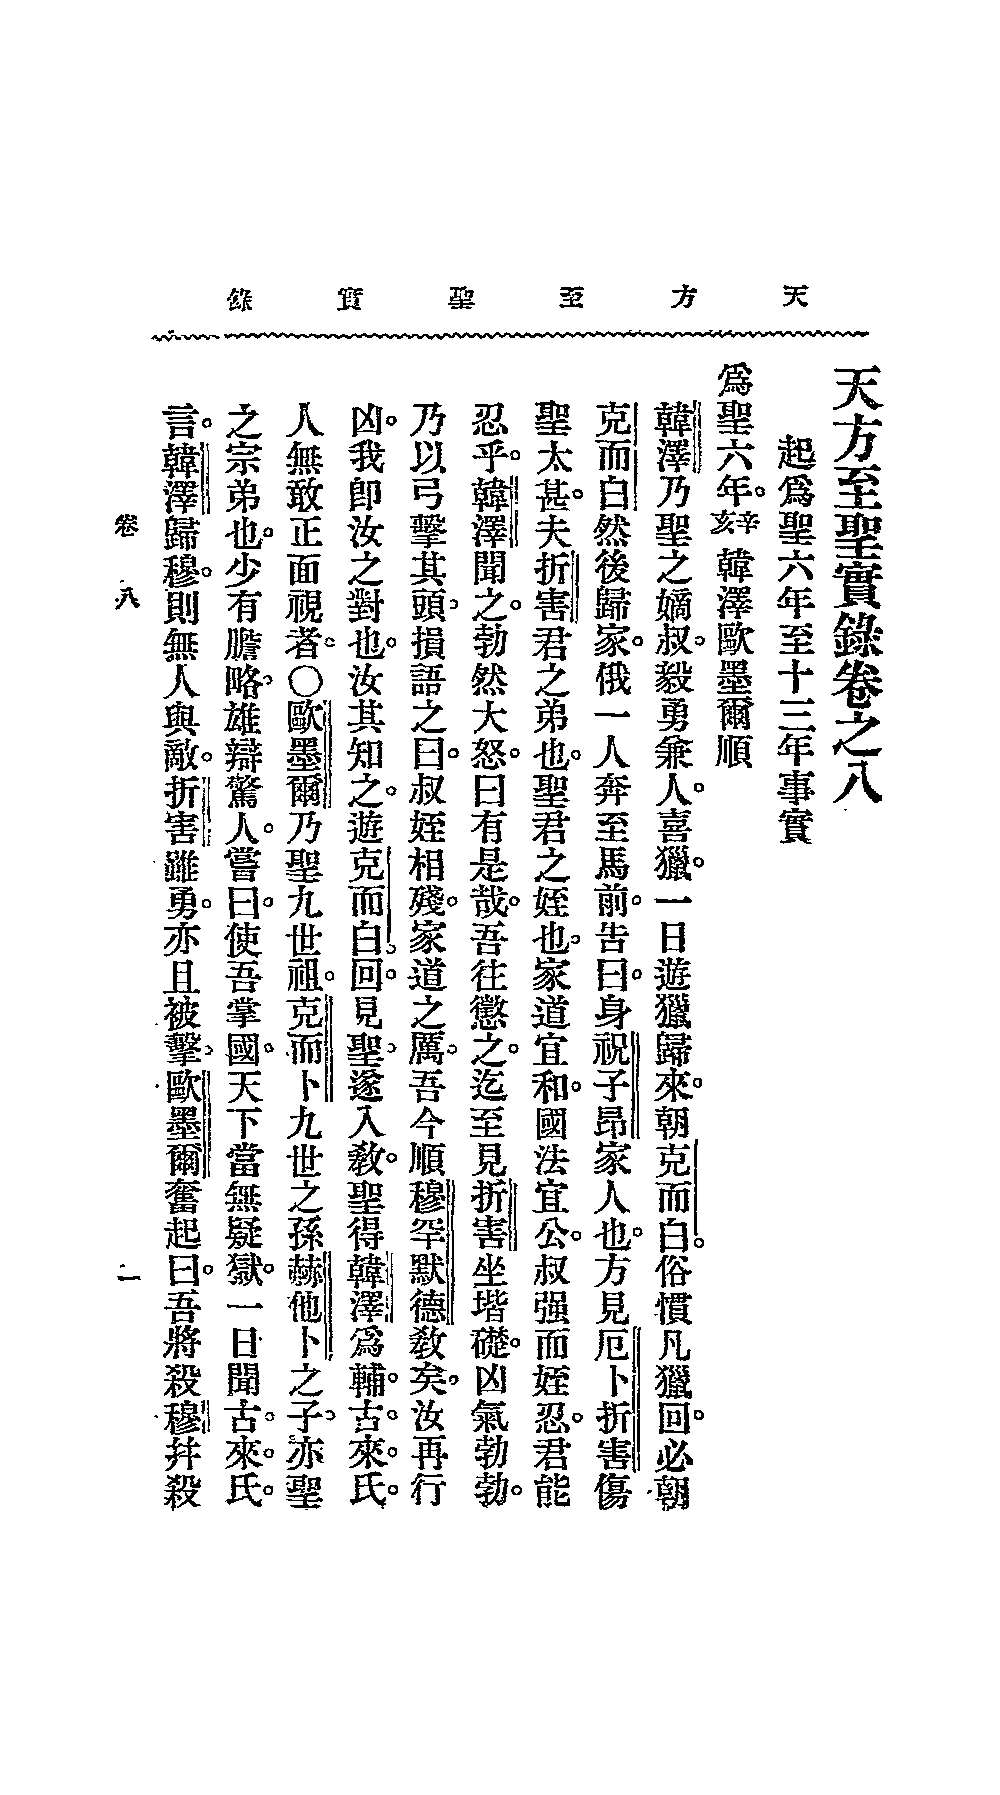 天方至聖實錄
天方至聖實錄卷之八
起爲聖六年至十三年事實
爲聖六年。辛亥 韓澤歐墨爾順
韓澤乃聖之嫡叔。毅勇兼人。喜獵。一日遊獵歸來。朝克而白。俗慣凡獵回。必朝
克而白然後歸家。俄一人奔至馬前。告曰。身祝子昂家人也。方見厄卜折害傷
聖太甚。夫折害君之弟也。聖君之姪也。家道宜和。國法宜公。叔强而姪忍。君能
忍乎。韓澤聞之。勃然大怒。曰有是哉。吾往懲之。迄至見折害坐堦礎。凶氣勃勃。
乃以弓擊其頭。損語之曰。叔姪相殘。家道之厲。吾今順穆罕默德敎矣。汝再行
凶。我卽汝之對也。汝其知之。遊克而白。回。見聖。遂入敎。聖得韓澤爲輔。古來氏。
人無敢正面視者。〇歐墨爾乃聖九世祖。克而卜九世之孫赫他卜之子。亦聖
之宗弟也。少有膽略。雄辯驚人。嘗曰。使吾掌國。天下當無疑獄。一日聞古來氏。
言。韓澤歸穆。則無人與敵。折害雖勇。亦且被擊。歐墨爾奮起曰。吾將殺穆幷殺
卷八
一